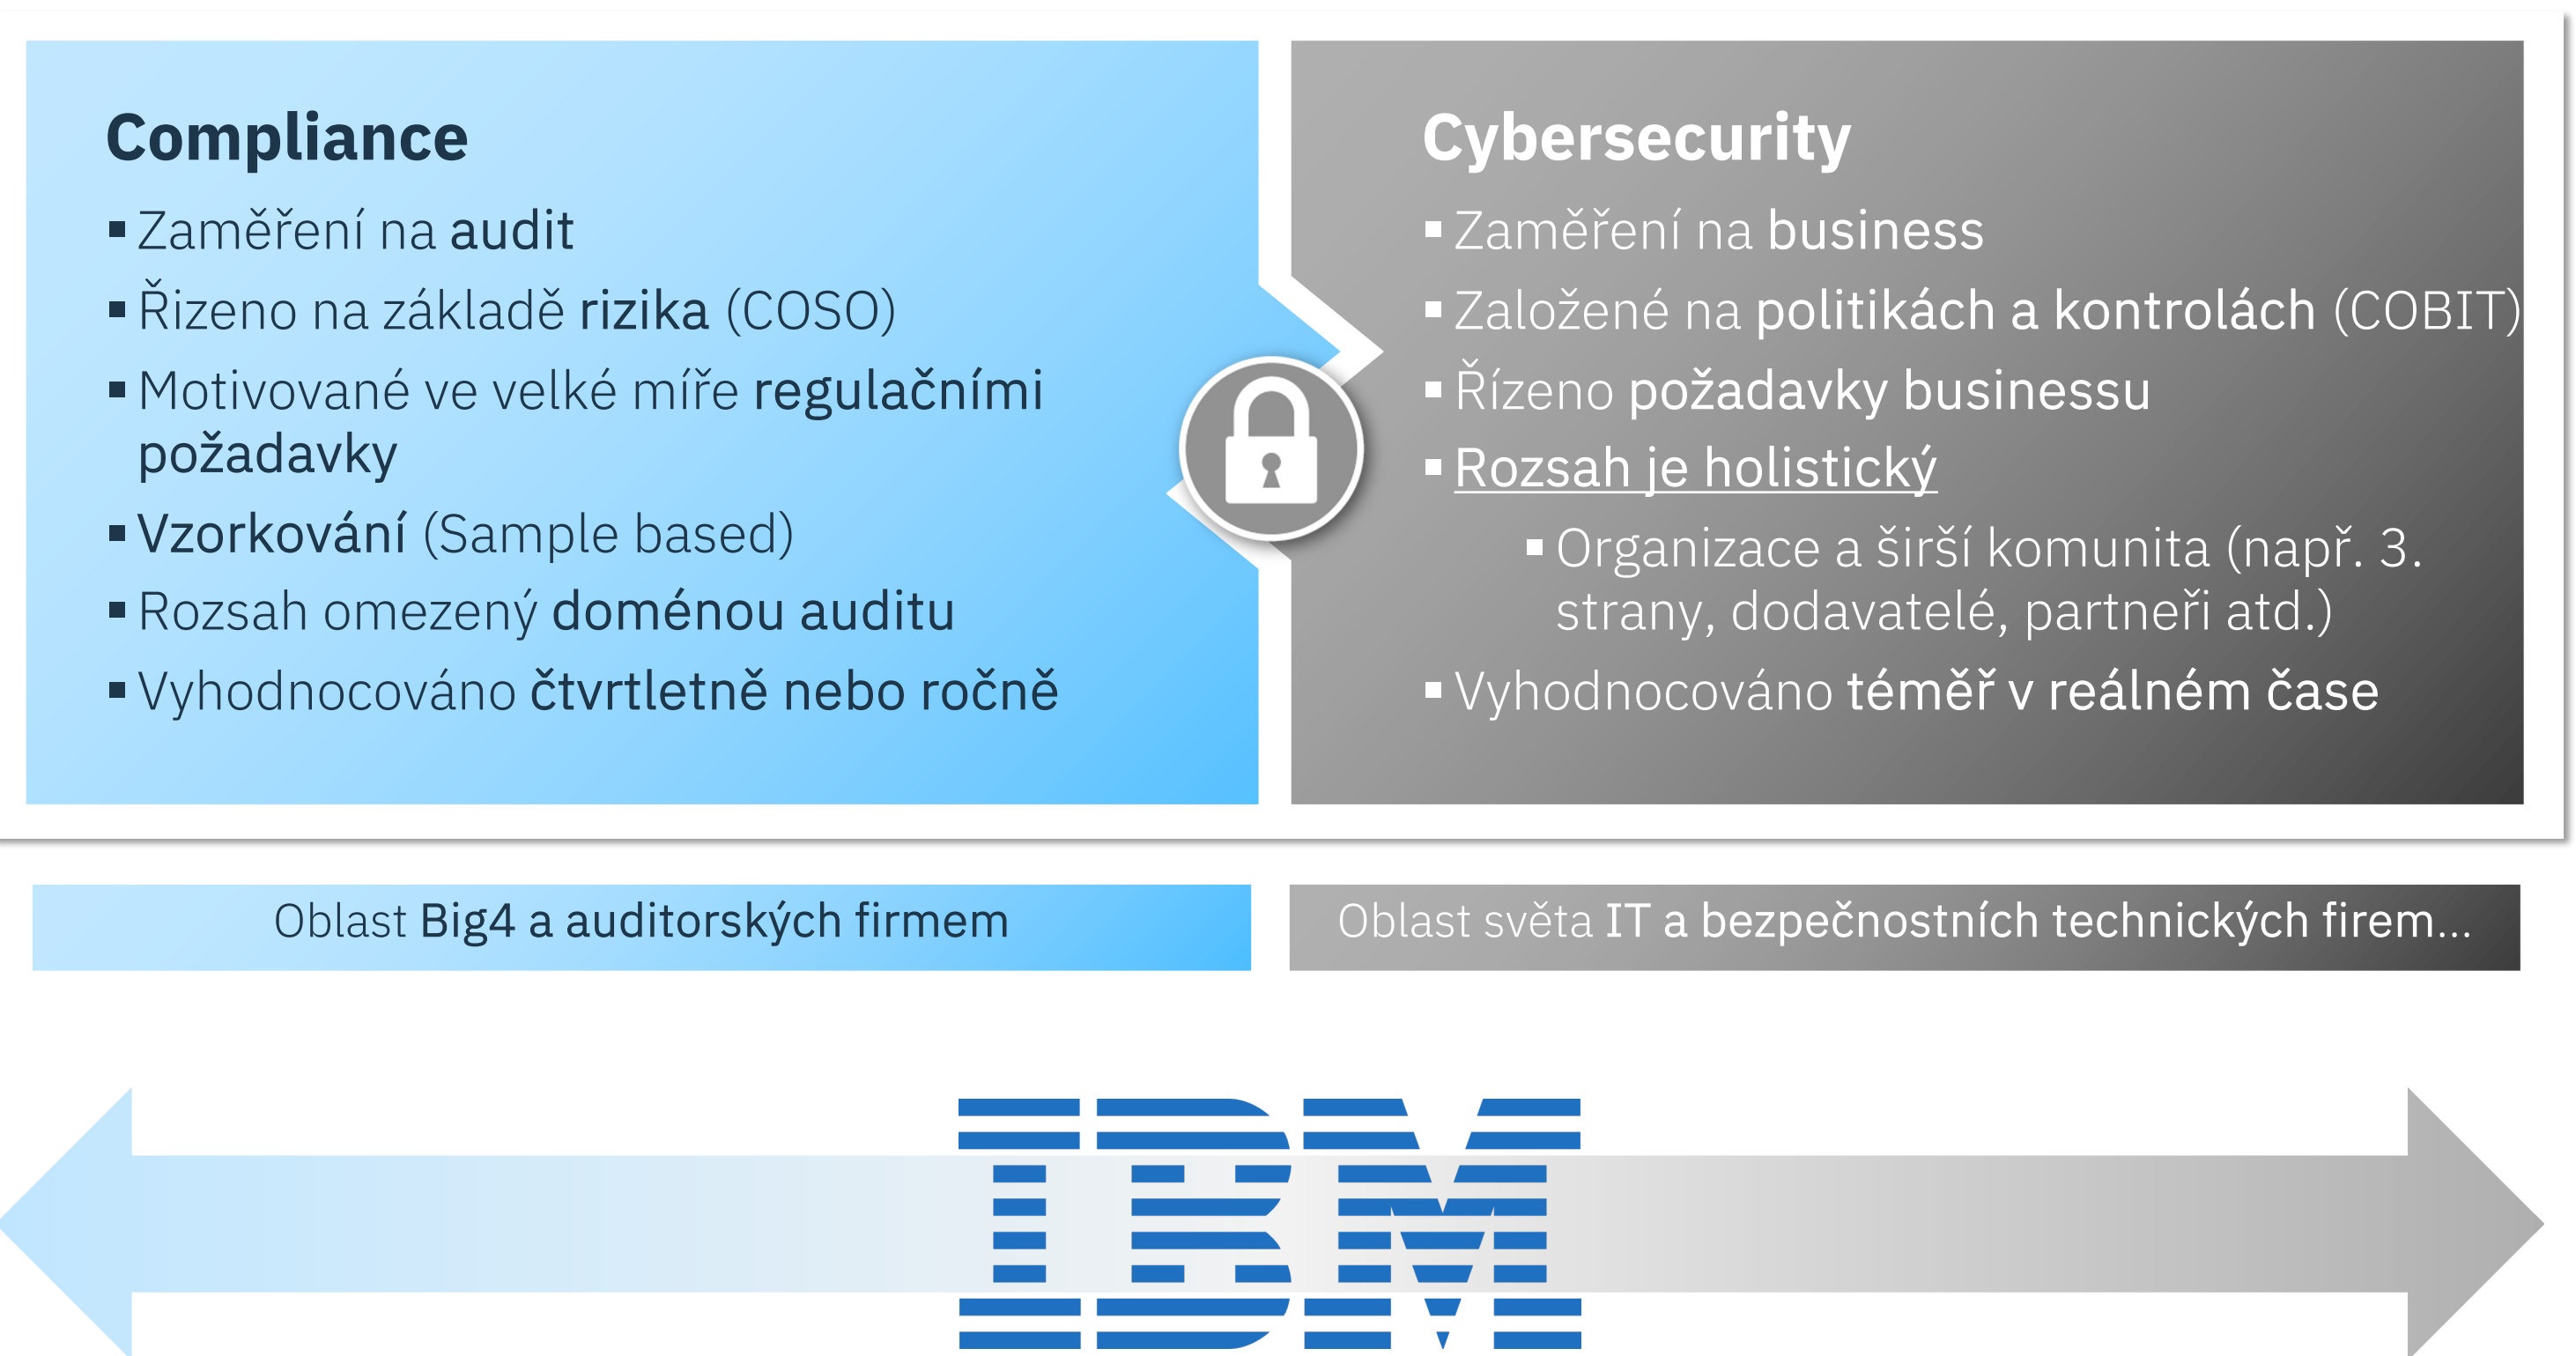 Compliance
▪ Zaměření na audit
▪ Řizeno na základě rizika (COSO)
▪ Motivované ve velké míře regulačními
požadavky
▪ Vzorkování (Sample based)
▪ Rozsah omezený doménou auditu
▪ Vyhodnocováno čtvrtletně nebo ročně
Cybersecurity
▪ Zaměření na business
▪ Založené na politikách a kontrolách (COBIT)
▪ Řízeno požadavky businessu
▪ Rozsah je holistický
▪ Organizace a širší komunita (např. 3.
strany, dodavatelé, partneři atd.)
▪ Vyhodnocováno téměř v reálném čase
Oblast Big4 a auditorských firmem
Oblast světa IT a bezpečnostních technických firem...
IBM